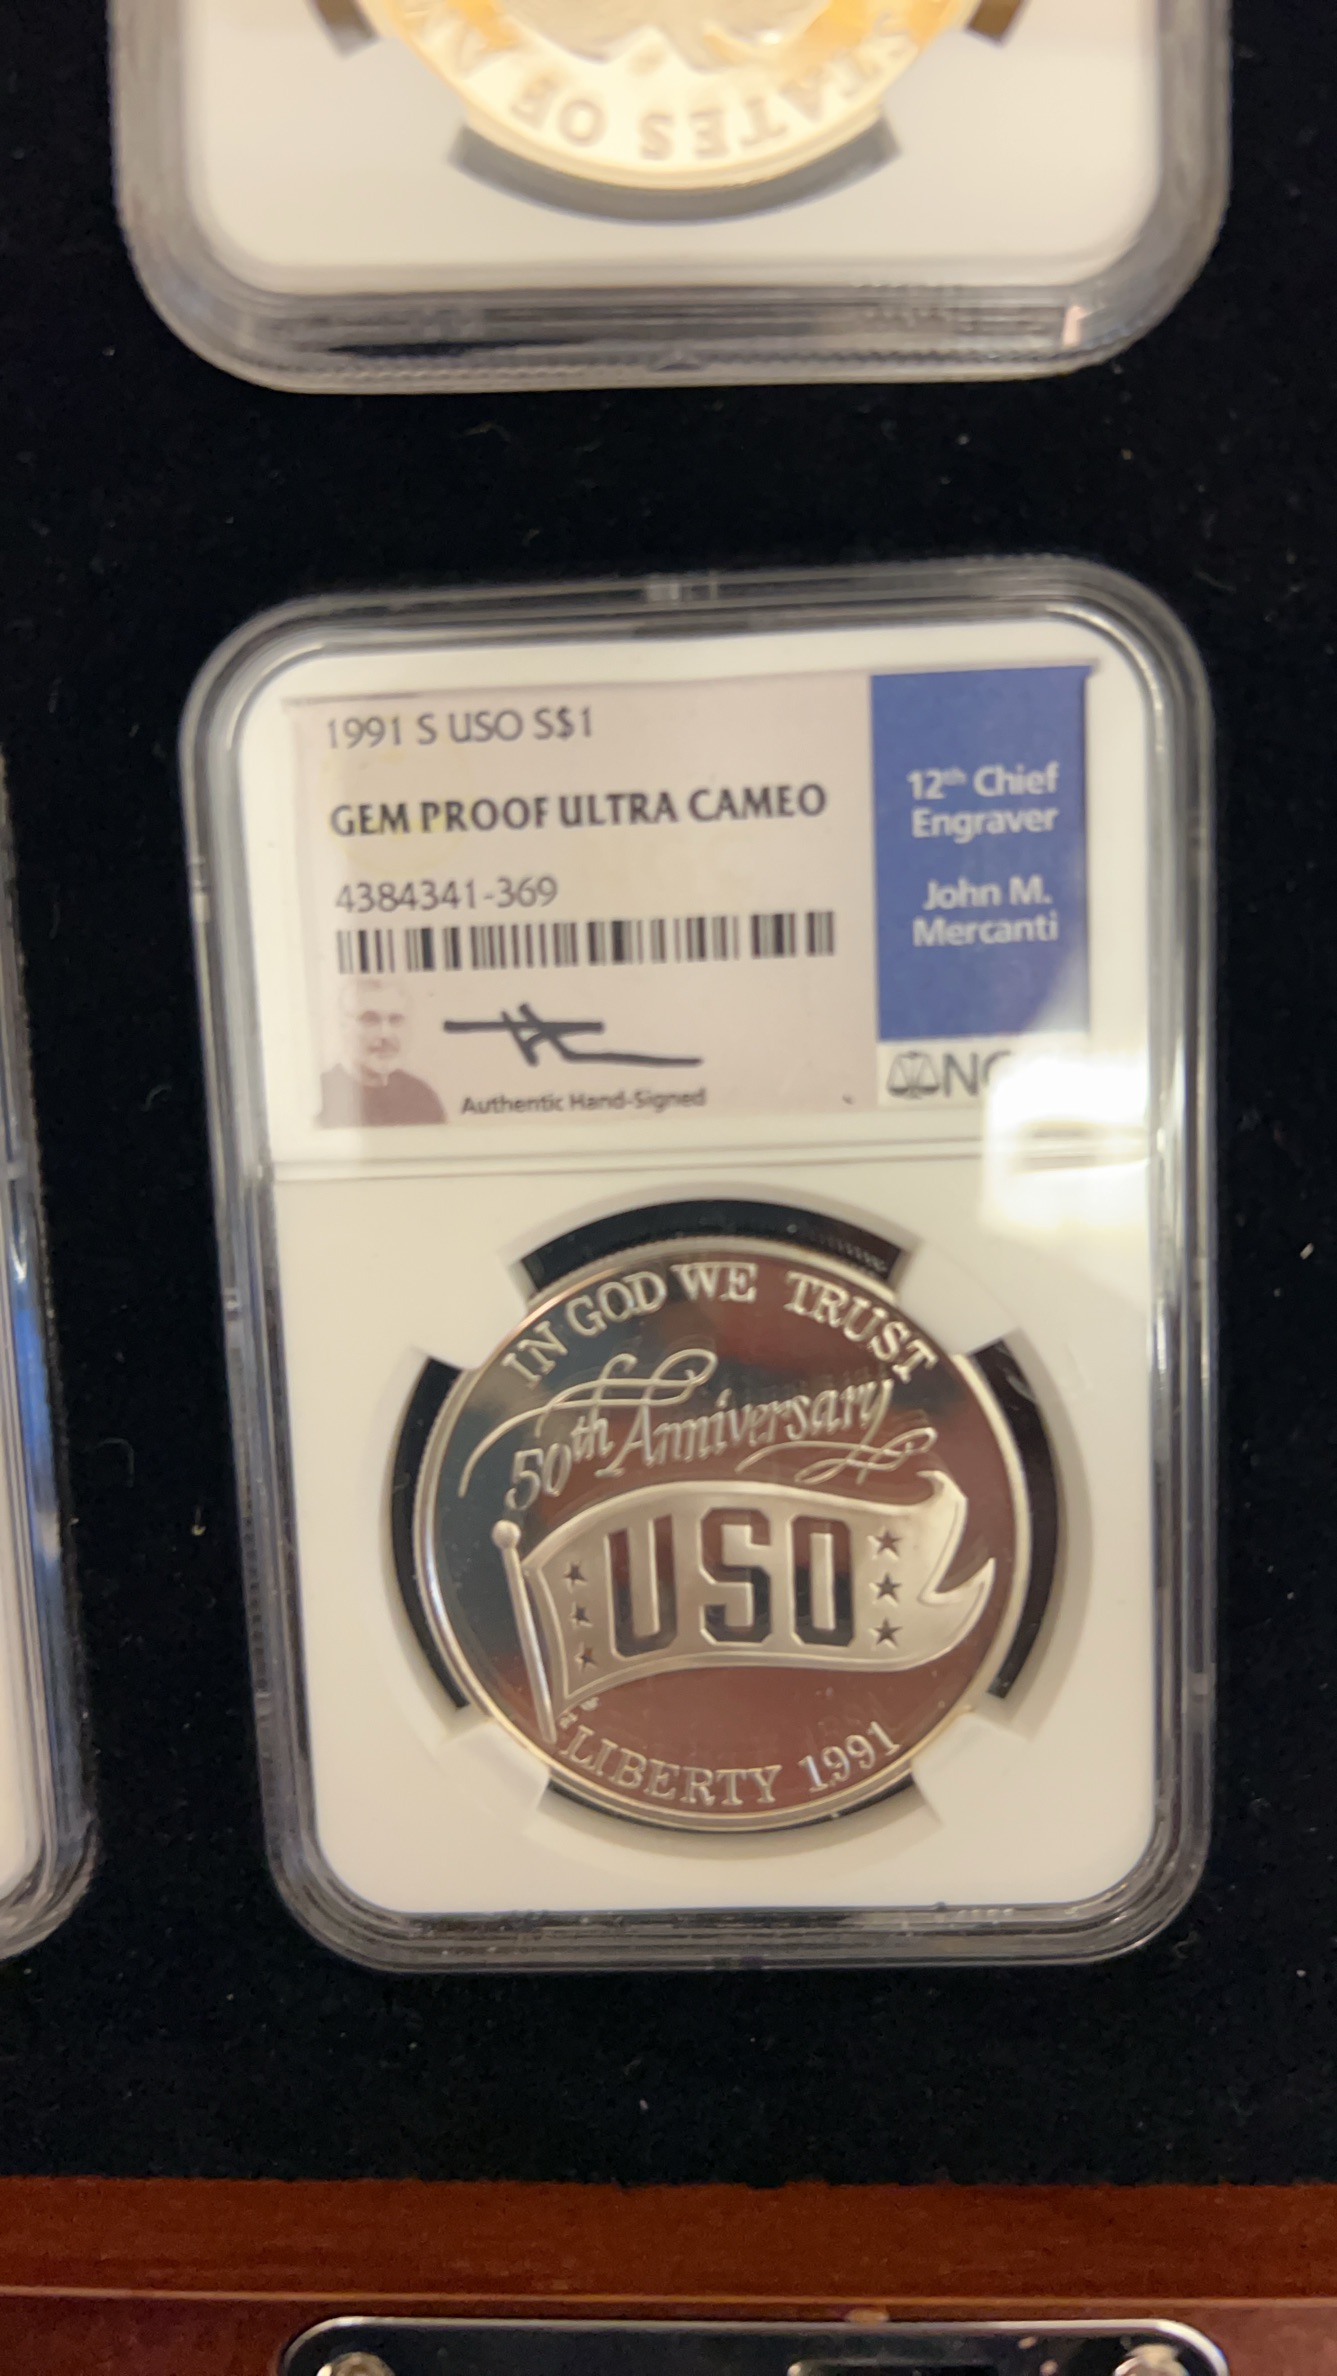 STATES OF
1991 S USO S$1
GEM PROOF ULTRA CAMEO
4384341-369
Authentic Hand-Signed
12th Chief
Engraver
John M.
Mercanti
IN GOD WE TRUST
50th Anniversary
USO
LIBERTY 1991